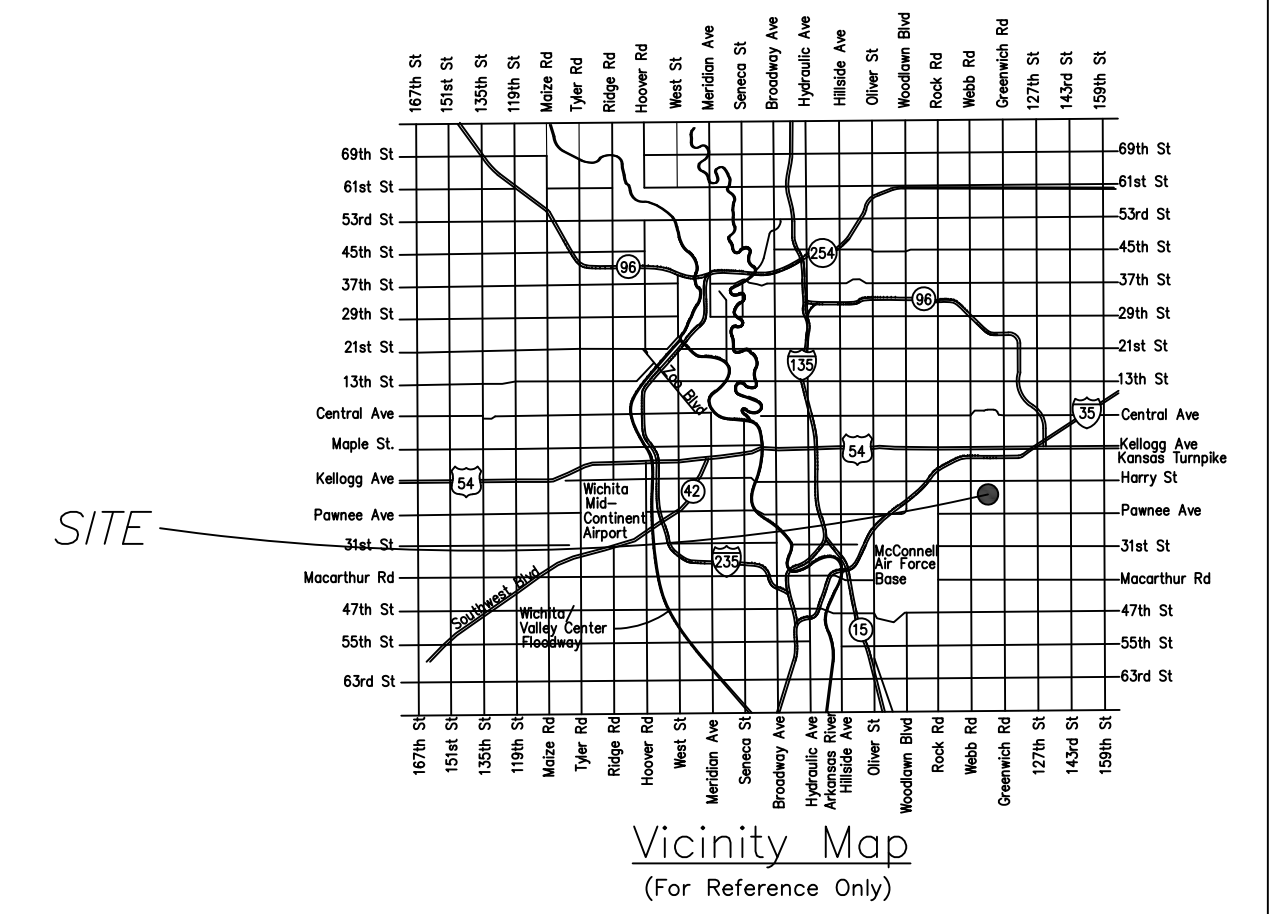 167th St
151st St
135th St
119th St
Maize Rd
Tyler Rd
Ridge Rd
Hoover Rd
West St
Meridian Ave
Seneca St
Broadway Ave
Hydraulic Ave
Hillside Ave
Oliver St
Woodlawn Blvd
Rock Rd
Webb Rd
Greenwich Rd
127th St
143rd St
159th St
69th St
61st St
53rd St
45th St
37th St
29th St
21st St
13th St
Central Ave
Maple St.
Kellogg Ave
Pawnee Ave
31st St
Macarthur Rd
47th St
55th St
63rd St
SITE
96
254
96
135
35
54
54
42
235
15
Zoo Blvd
Wichita
Mid-
Continent
Airport
Southwest Blvd
Wichita/
Valley Center
Floodway
McConnell
Air Force
Base
69th St
61st St
53rd St
45th St
37th St
29th St
21st St
13th St
Central Ave
Kellogg Ave
Kansas Turnpike
Harry St
Pawnee Ave
31st St
Macarthur Rd
47th St
55th St
63rd St
167th St
151st St
135th St
119th St
Maize Rd
Tyler Rd
Ridge Rd
Hoover Rd
West St
Meridian Ave
Seneca St
Broadway Ave
Hydraulic Ave
Arkansas River
Hillside Ave
Oliver St
Woodlawn Blvd
Rock Rd
Webb Rd
Greenwich Rd
127th St
143rd St
159th St
Vicinity Map
(For Reference Only)